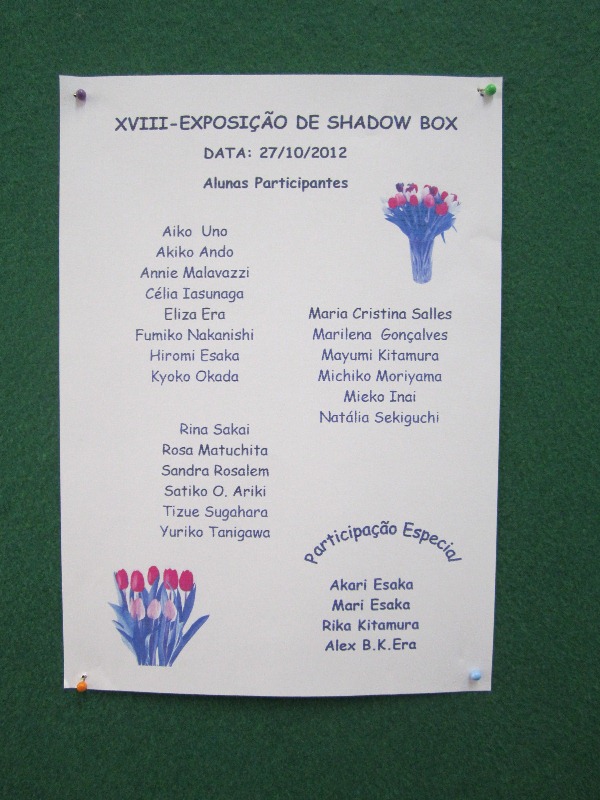 XVIII-EXPOSIÇÃO DE SHADOW BOX
DATA: 27/10/2012
Alunas Participantes
Aiko Uno
Akiko Ando
Annie Malavazzi
Célia Iasunaga
Eliza Era
Fumiko Nakanishi
Hiromi Esaka
Kyoko Okada
Maria Cristina Salles
Marilena Gonçalves
Mayumi Kitamura
Michiko Moriyama
Mieko Inai
Natália Sekiguchi
Rina Sakai
Rosa Matuchita
Sandra Rosalem
Satiko O. Ariki
Tizue Sugahara
Yuriko Tanigawa
Participação Especial
Akari Esaka
Mari Esaka
Rika Kitamura
Alex B.K.Era